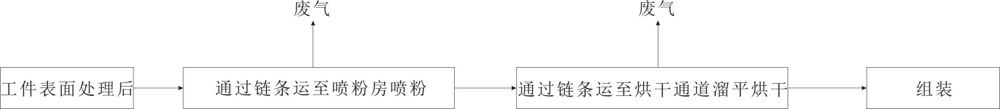 废气
废气
工件表面处理后
通过链条运至喷粉房喷粉
通过链条运至烘干通道溜平烘干
组装